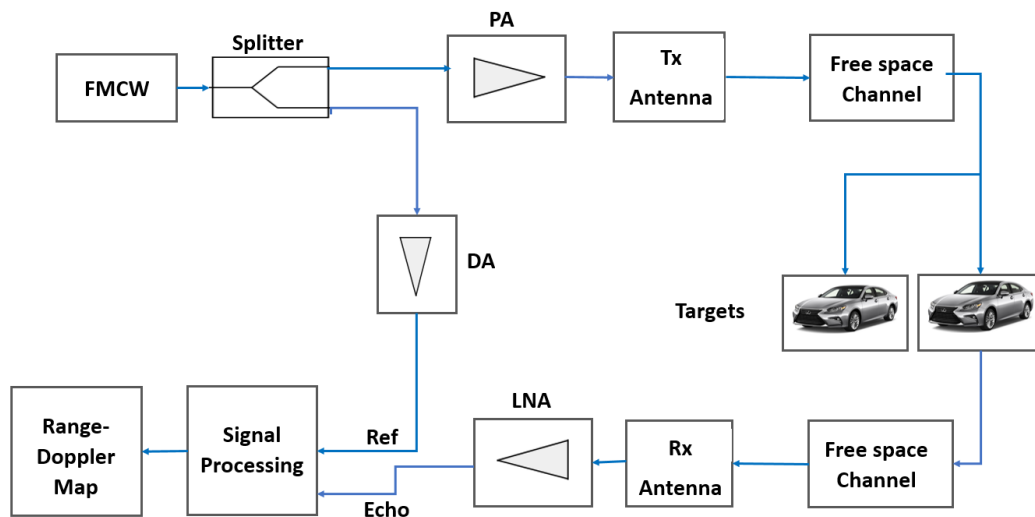 PA
Splitter
FMCW
Tx
Antenna
Free space
Channel
DA
Targets
LNA
Range-
Doppler
Map
Signal
Processing
Ref
Echo
Rx
Antenna
Free space
Channel